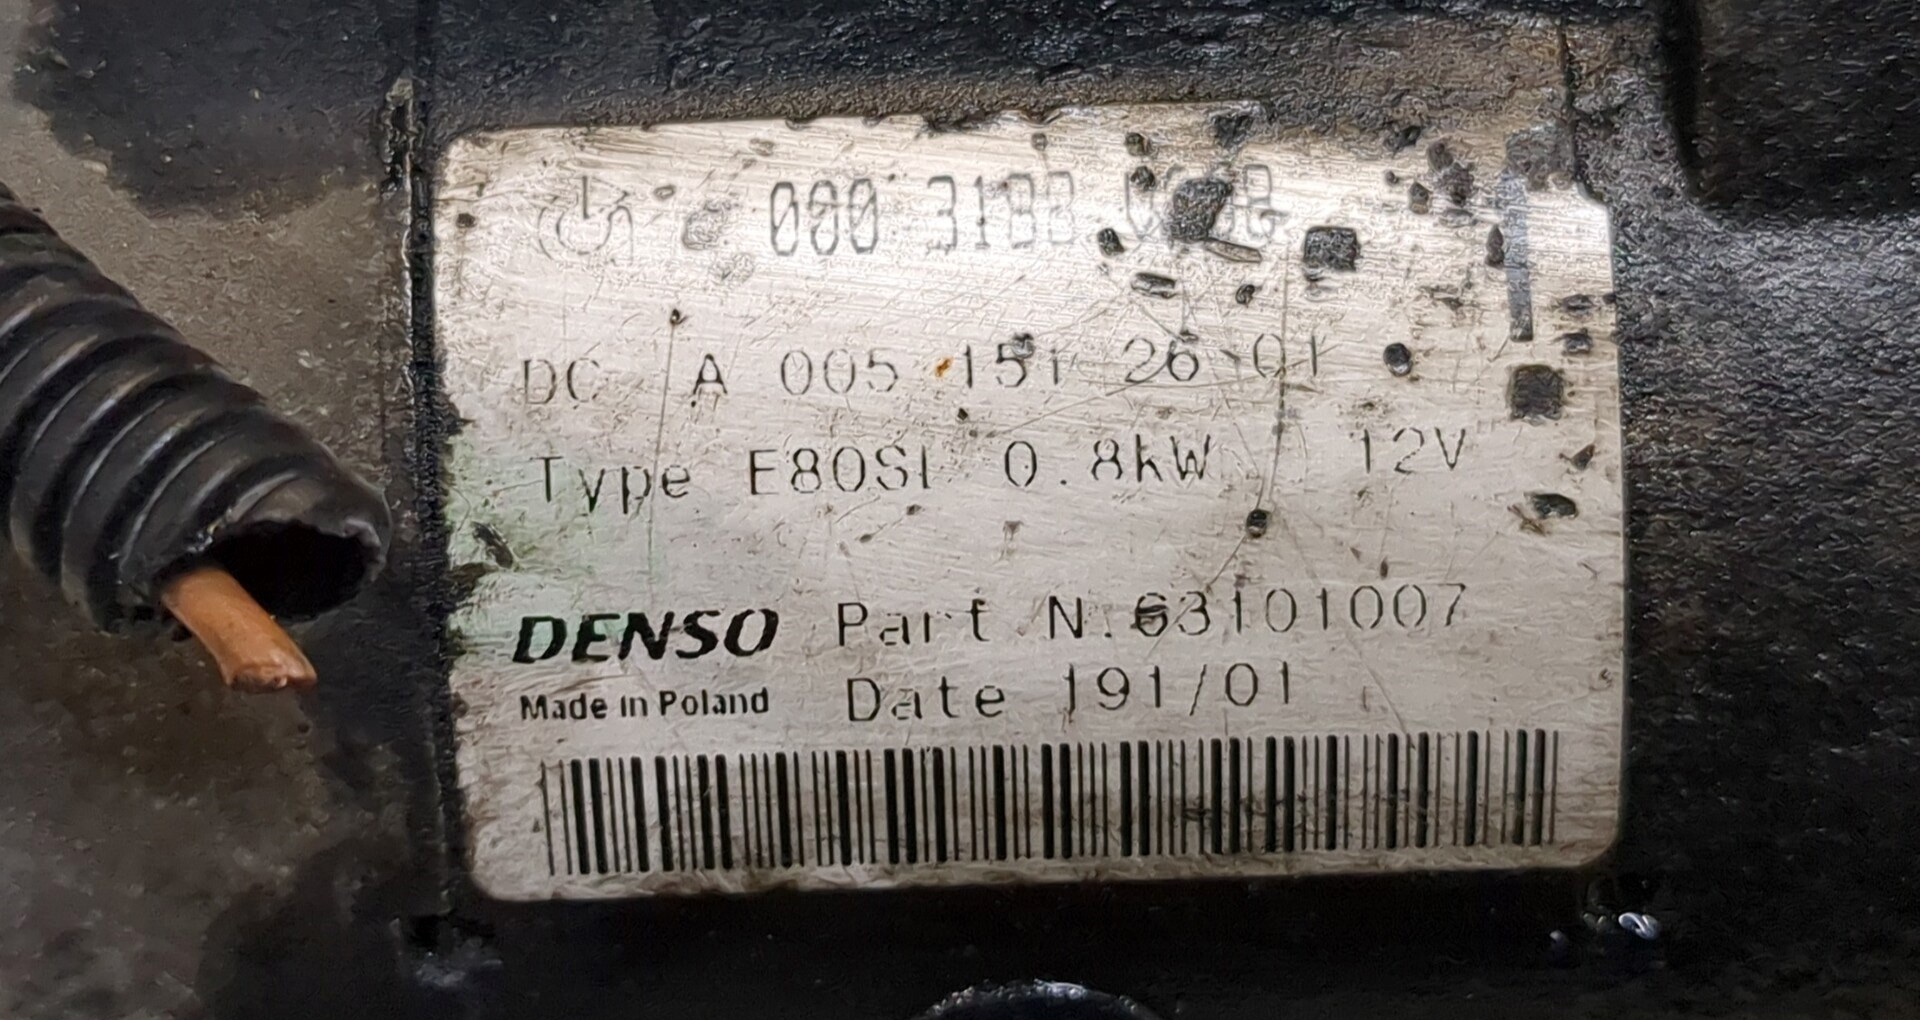 000 3188
DC A 005 151 26 01
Type E80SI 0.8kW 12V
DENSO Part N.63101007
Made in Poland Date 191/01